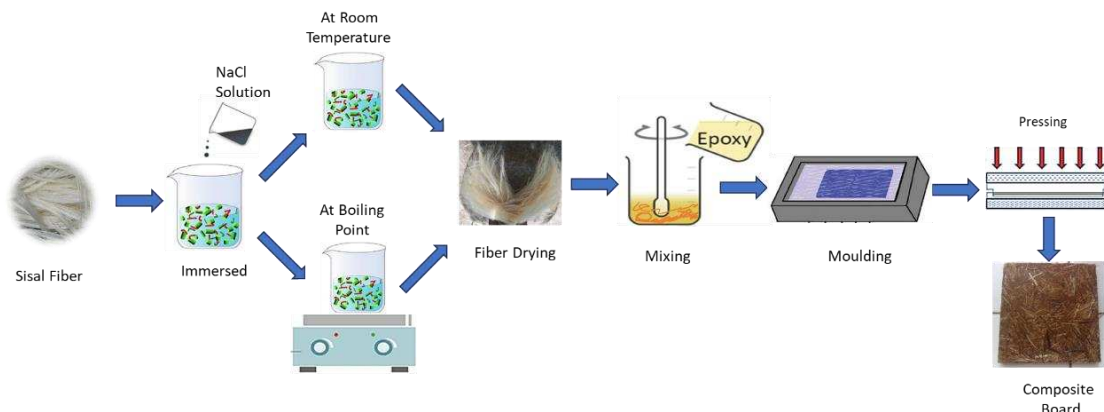 Sisal Fiber
NaCl
Solution
Immersed
At Room
Temperature
At Boiling
Point
Fiber Drying
Epoxy
Mixing
Moulding
Pressing
Composite
Board